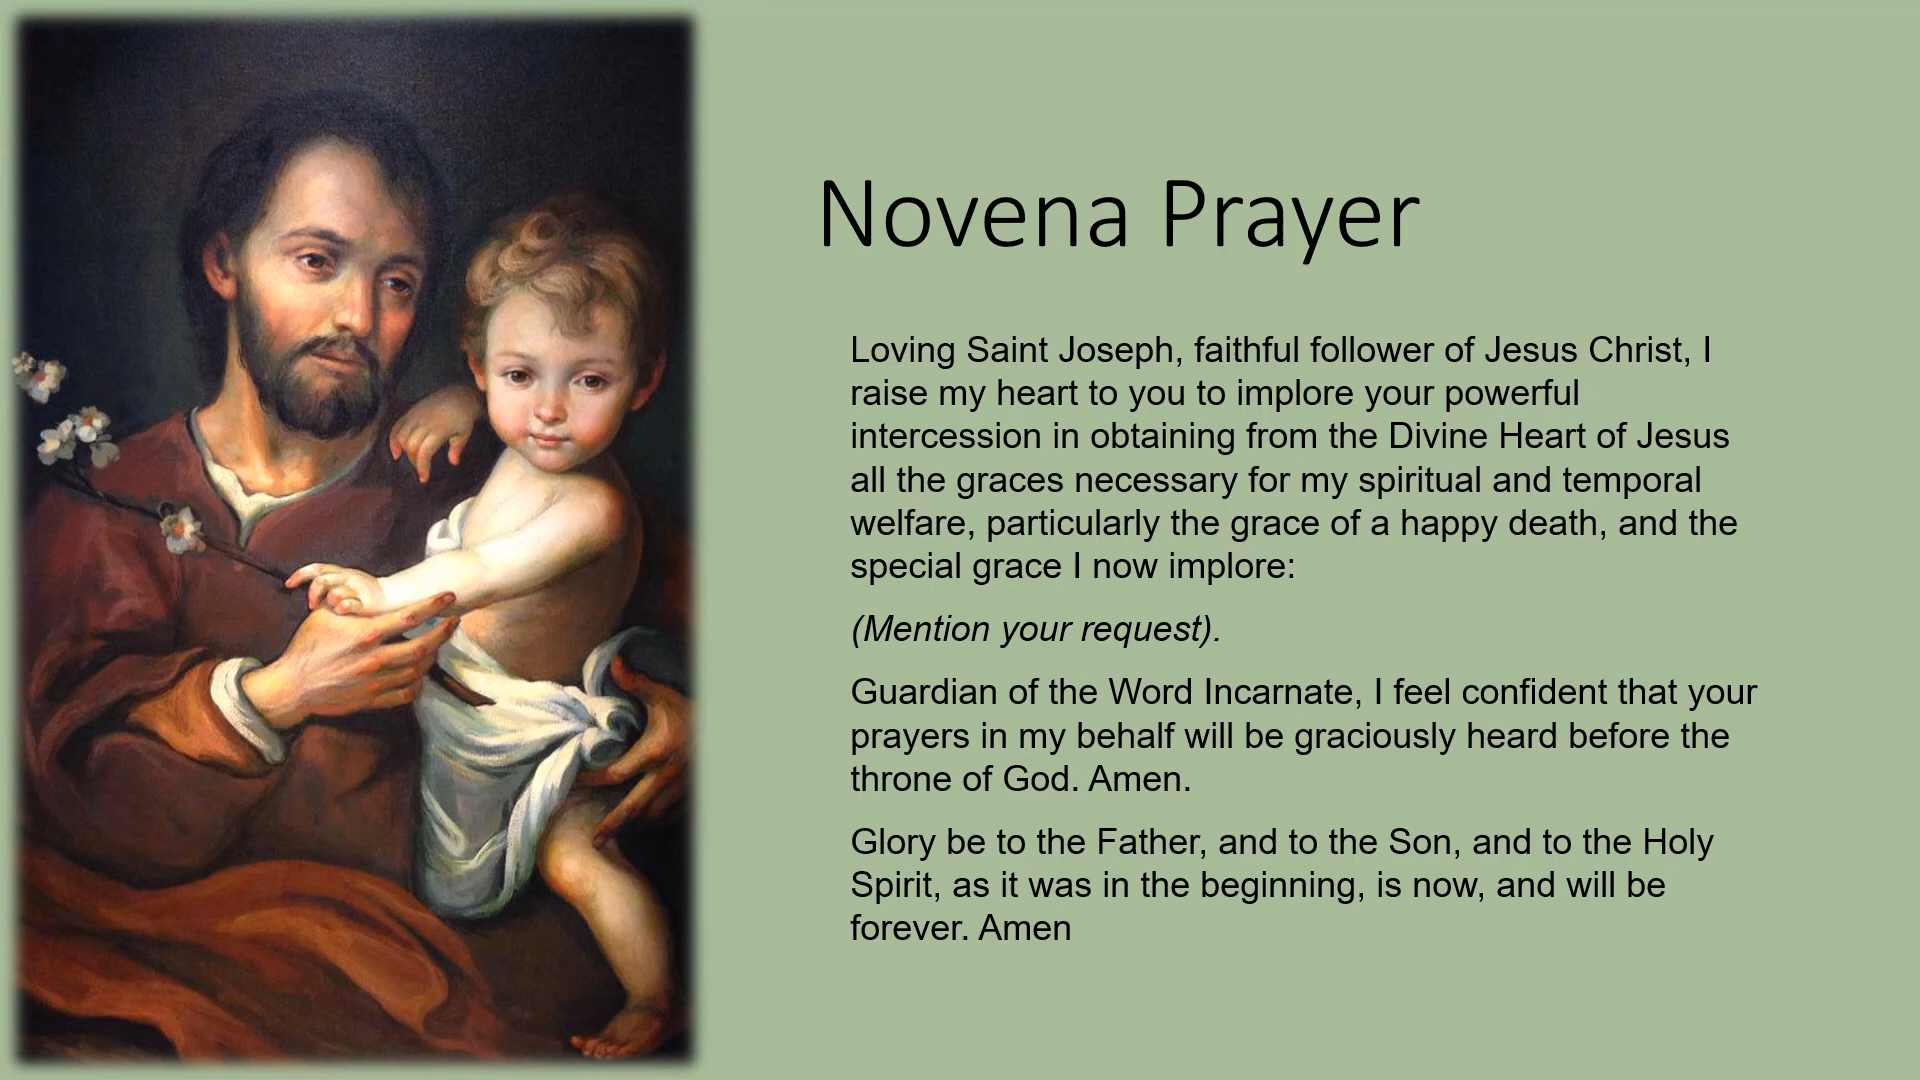 Novena Prayer
Loving Saint Joseph, faithful follower of Jesus Christ, I
raise my heart to you to implore your powerful
intercession in obtaining from the Divine Heart of Jesus
all the graces necessary for my spiritual and temporal
welfare, particularly the grace of a happy death, and the
special grace I now implore:
(Mention your request).
Guardian of the Word Incarnate, I feel confident that your
prayers in my behalf will be graciously heard before the
throne of God. Amen.
Glory be to the Father, and to the Son, and to the Holy
Spirit, as it was in the beginning, is now, and will be
forever. Amen